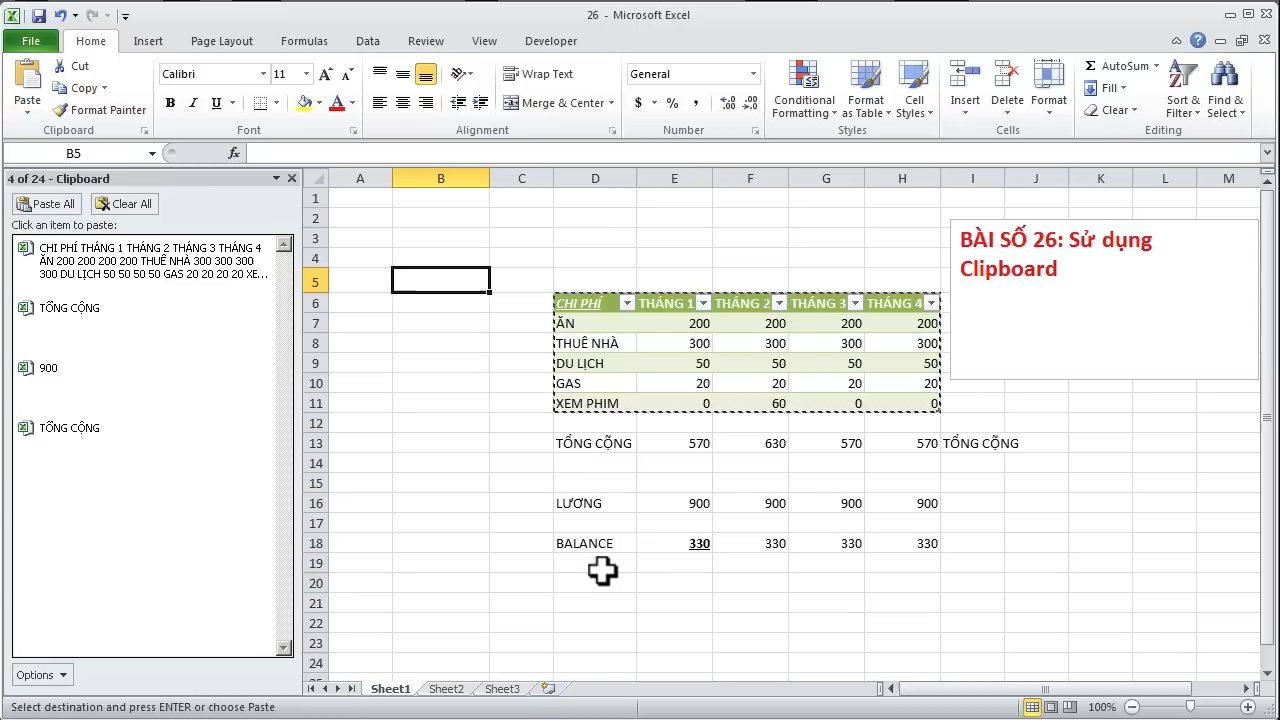 26 - Microsoft Excel
File Home Insert Page Layout Formulas Data Review View Developer
Paste
Cut
Copy
Format Painter
Clipboard
Calibri 11 A A
B I U A
Font
Wrap Text
Merge & Center
Alignment
General
$ % ,
Number
Conditional Formatting
Format as Table
Cell Styles
Styles
Insert
Delete
Format
Cells
AutoSum
Fill
Clear
Sort & Filter
Find & Select
Editing
B5 fx
4 of 24 - Clipboard
Paste All Clear All
Click an item to paste:
CHI PHÍ THÁNG 1 THÁNG 2 THÁNG 3 THÁNG 4
ĂN 200 200 200 200 THUÊ NHÀ 300 300 300
300 DU LỊCH 50 50 50 50 GAS 20 20 20 20 XE...
TỔNG CỘNG
900
TỔNG CỘNG
Options
A B C D E F G H I J K L M
1
2
3
4
5
6 CHI PHÍ THÁNG 1 THÁNG 2 THÁNG 3 THÁNG 4
7 ĂN 200 200 200 200
8 THUÊ NHÀ 300 300 300 300
9 DU LỊCH 50 50 50 50
10 GAS 20 20 20 20
11 XEM PHIM 0 60 0 0
12
13 TỔNG CỘNG 570 630 570 570 TỔNG CỘNG
14
15
16 LƯƠNG 900 900 900 900
17
18 BALANCE 330 330 330 330
19
20
21
22
23
24
BÀI SỐ 26: Sử dụng
Clipboard
Sheet1 Sheet2 Sheet3
Select destination and press ENTER or choose Paste
100%